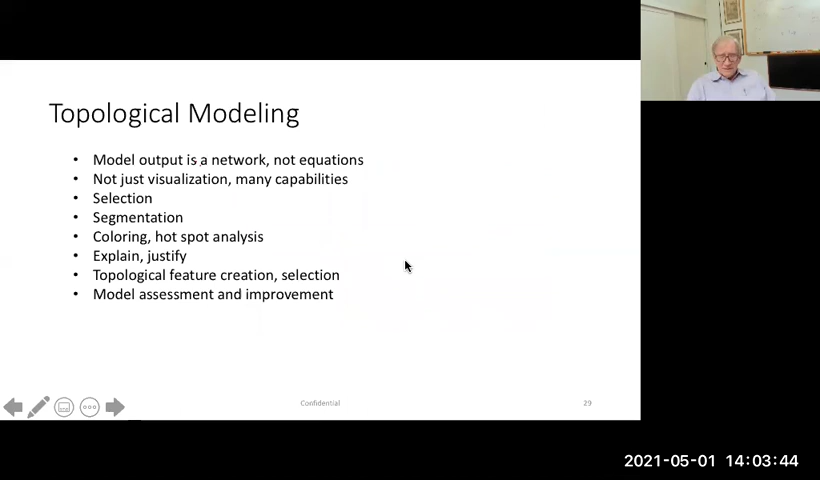 Topological Modeling
• Model output is a network, not equations
• Not just visualization, many capabilities
• Selection
• Segmentation
• Coloring, hot spot analysis
• Explain, justify
• Topological feature creation, selection
• Model assessment and improvement
Confidential
29
2021-05-01 14:03:44